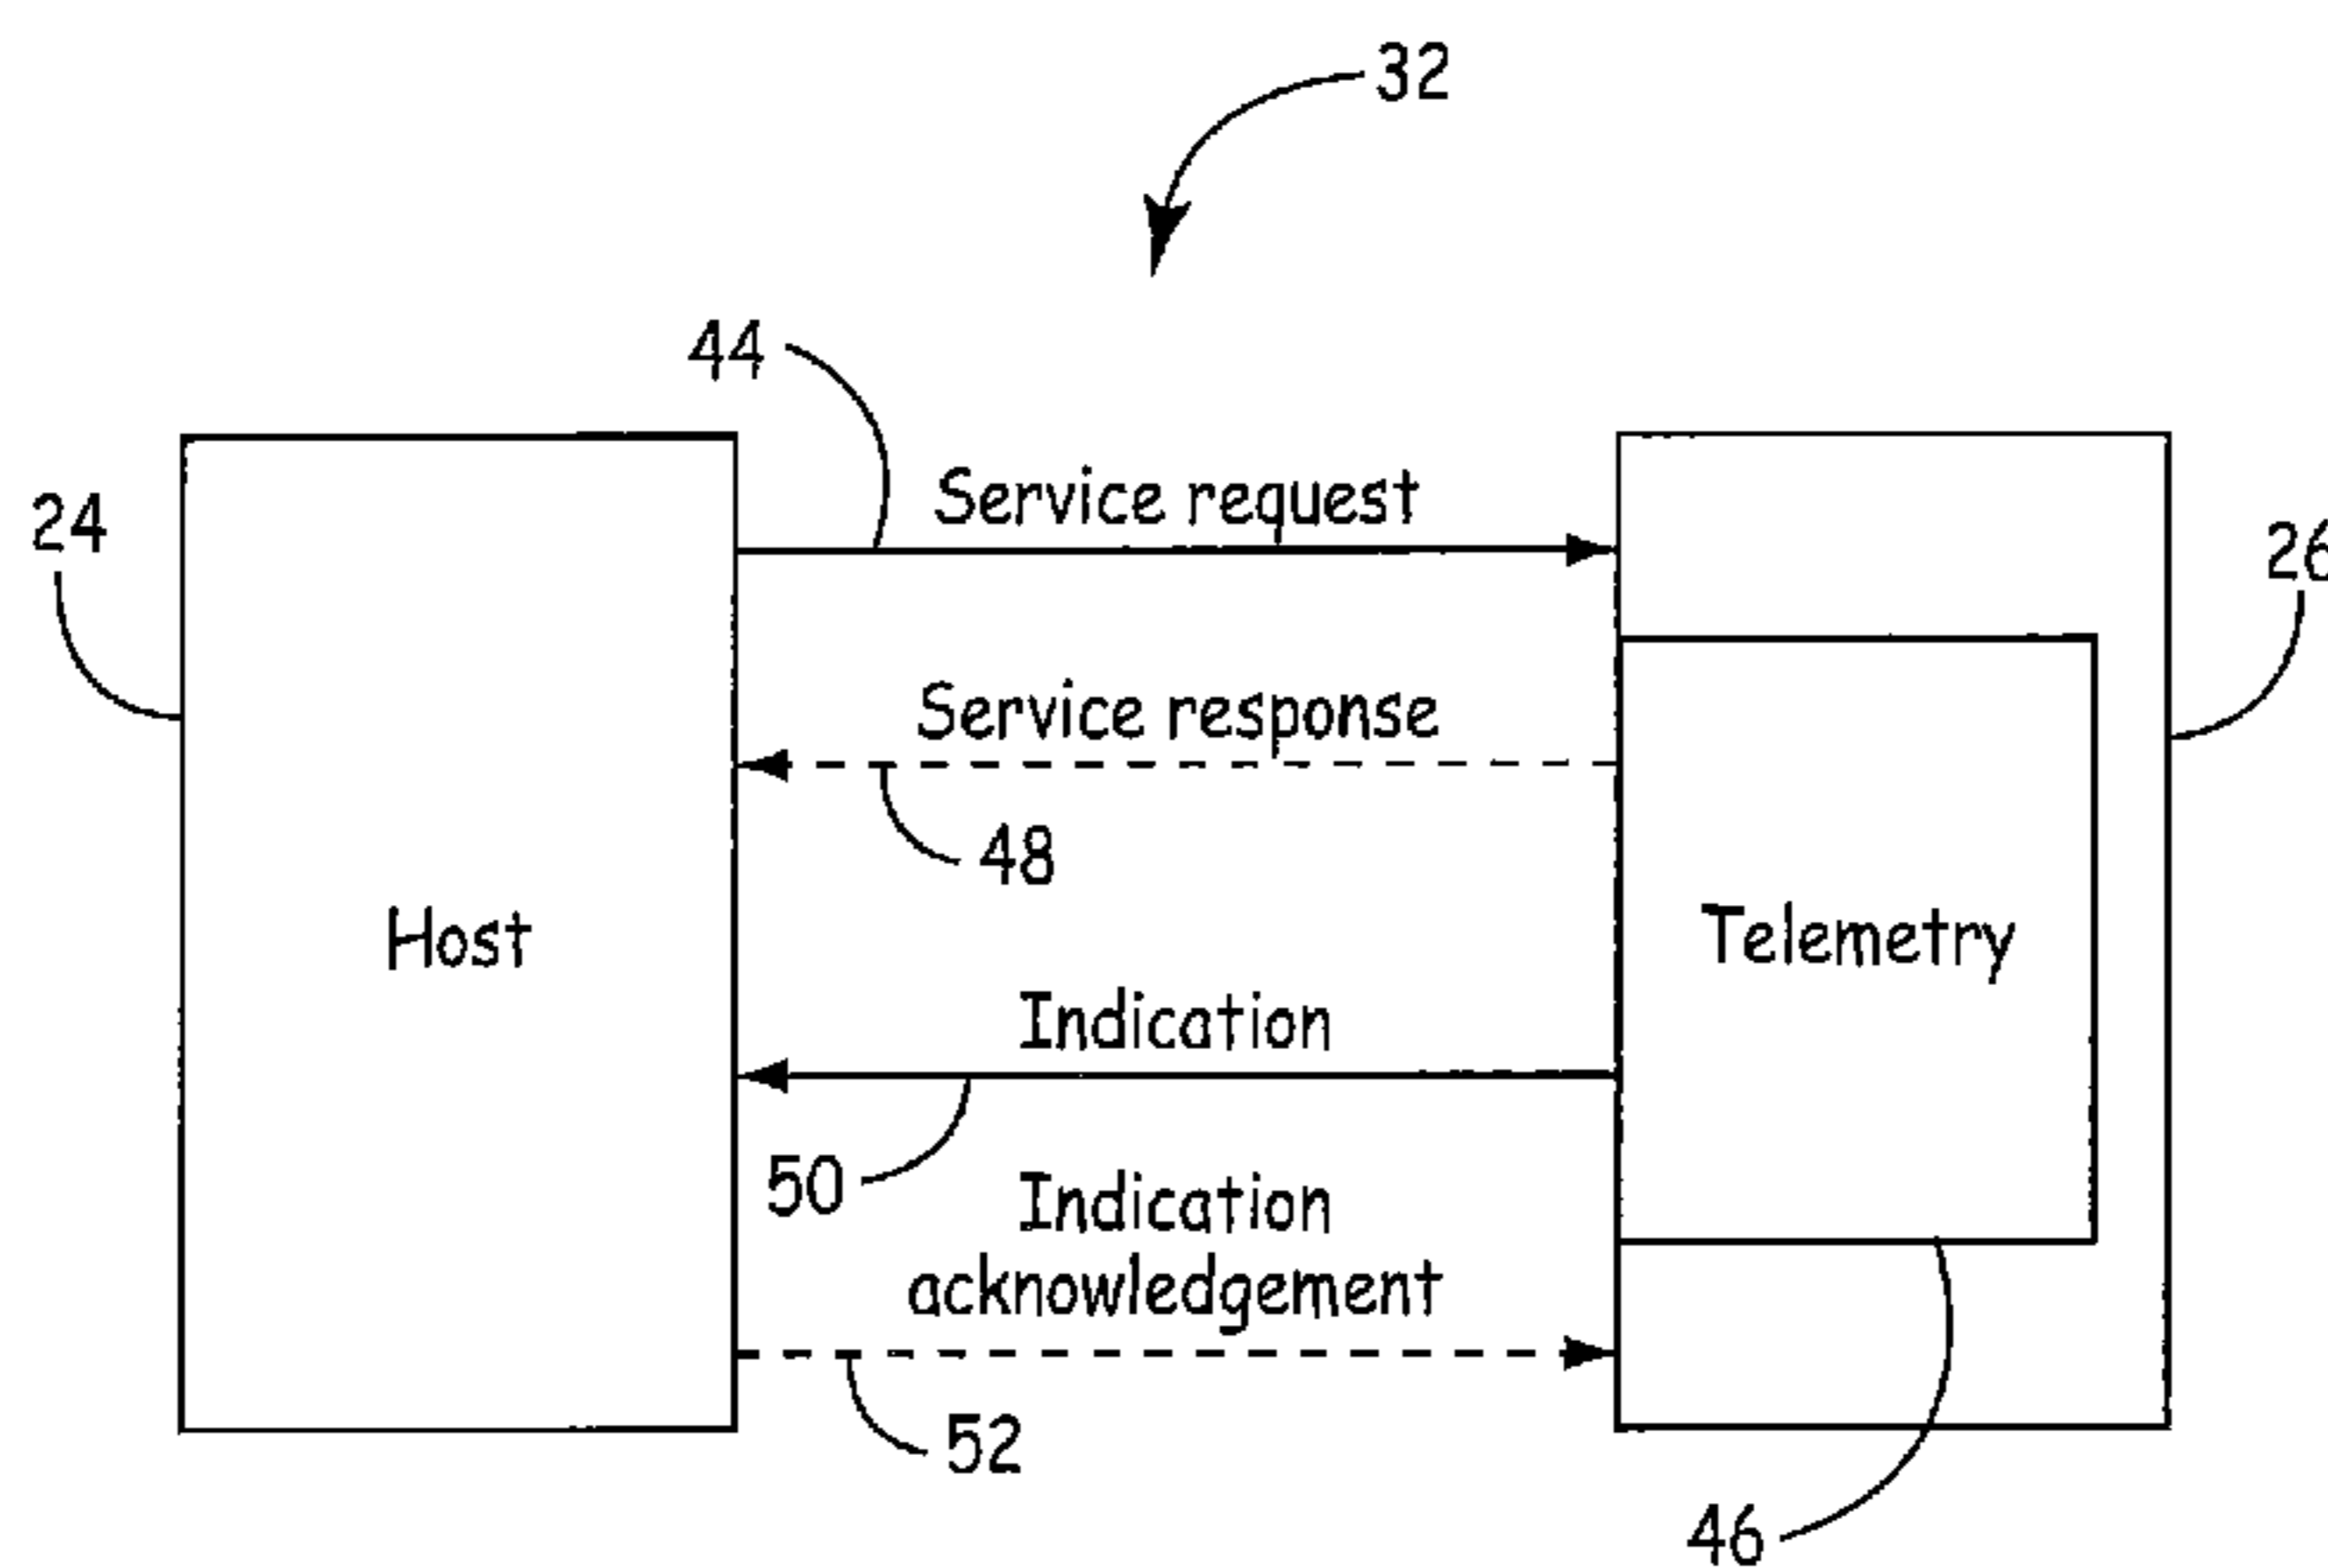 32
44
Service request
24
26
Service response
48
Host
Telemetry
Indication
50
Indication
acknowledgement
52
46